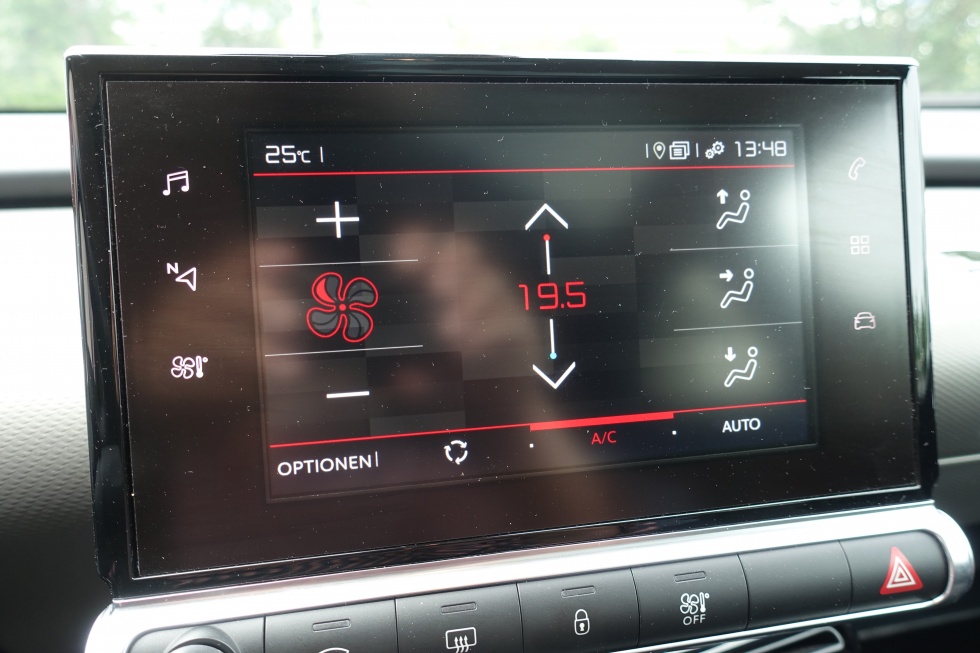 25°C
13:48
N
19.5
OPTIONEN
A/C
AUTO
OFF